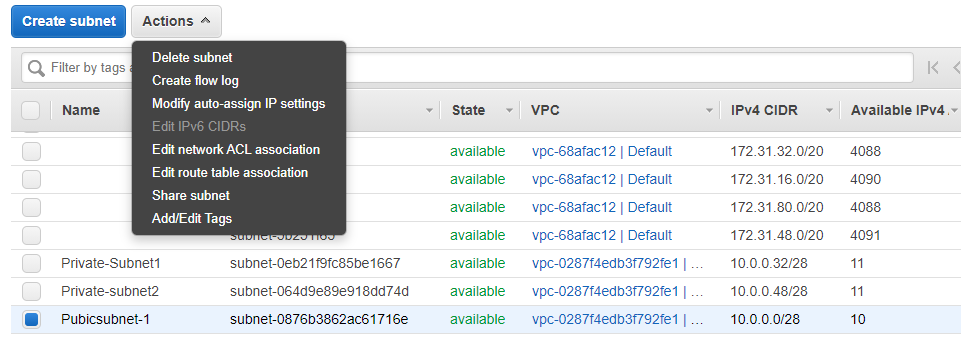 Create subnet Actions
Delete subnet
Create flow log
Modify auto-assign IP settings
Edit IPv6 CIDRs
Edit network ACL association
Edit route table association
Share subnet
Add/Edit Tags
Filter by tags
Name State VPC IPv4 CIDR Available IPv4
available vpc-68afac12 | Default 172.31.32.0/20 4088
available vpc-68afac12 | Default 172.31.16.0/20 4090
available vpc-68afac12 | Default 172.31.80.0/20 4088
available vpc-68afac12 | Default 172.31.48.0/20 4091
Private-Subnet1 subnet-0eb21f9fc85be1667 available vpc-0287f4edb3f792fe1 | ... 10.0.0.32/28 11
Private-subnet2 subnet-064d9e89e918dd74d available vpc-0287f4edb3f792fe1 | ... 10.0.0.48/28 11
Pubicsubnet-1 subnet-0876b3862ac61716e available vpc-0287f4edb3f792fe1 | ... 10.0.0.0/28 10